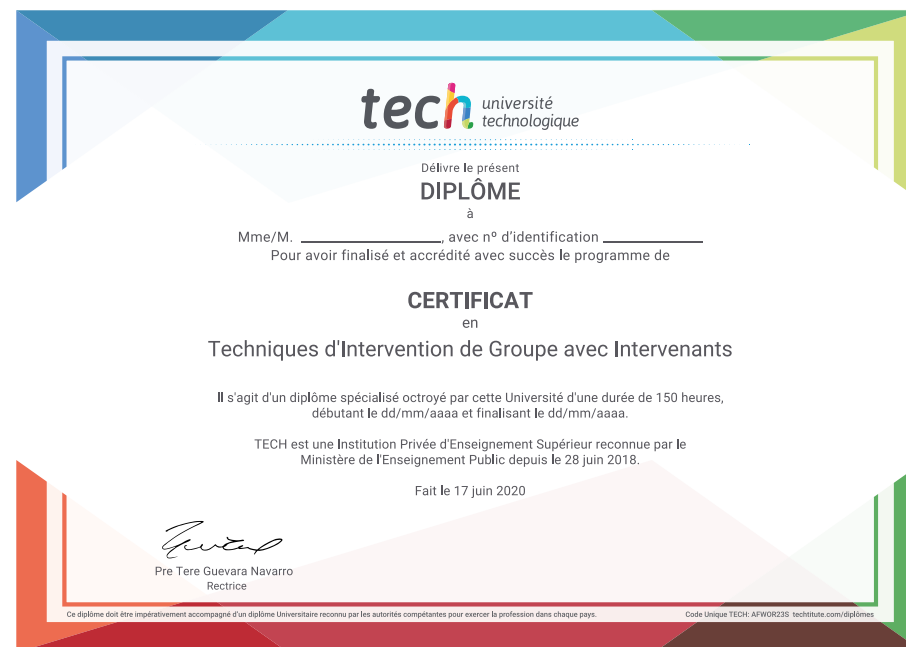 tech université
technologique
Délivre le présent
DIPLÔME
à
Mme/M. ____________________, avec nº d'identification ______________
Pour avoir finalisé et accrédité avec succès le programme de
CERTIFICAT
en
Techniques d'Intervention de Groupe avec Intervenants
Il s'agit d'un diplôme spécialisé octroyé par cette Université d'une durée de 150 heures,
débutant le dd/mm/aaaa et finalisant le dd/mm/aaaa.
TECH est une Institution Privée d'Enseignement Supérieur reconnue par le
Ministère de l'Enseignement Public depuis le 28 juin 2018.
Fait le 17 juin 2020
Pre Tere Guevara Navarro
Rectrice
Ce diplôme doit être impérativement accompagné d'un diplôme Universitaire reconnu par les autorités compétentes pour exercer la profession dans chaque pays.
Code Unique TECH: AFWOR23S techtitute.com/diplômes